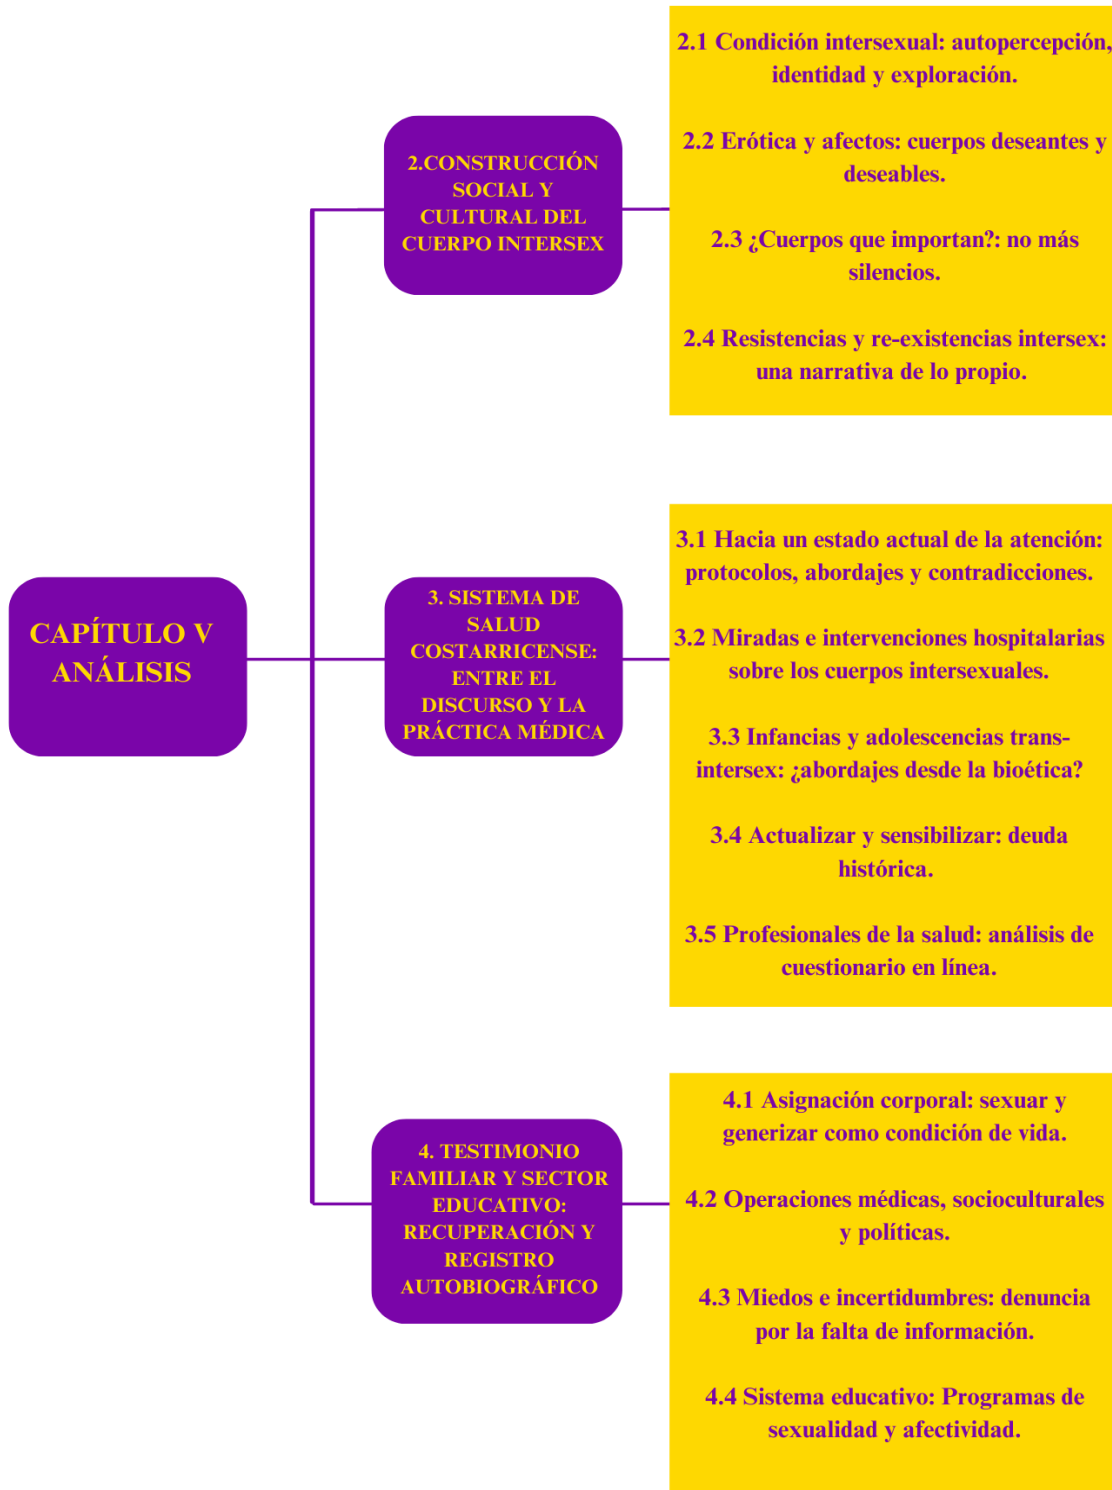 CAPÍTULO V
ANÁLISIS
2.CONSTRUCCIÓN
SOCIAL Y
CULTURAL DEL
CUERPO INTERSEX
2.1 Condición intersexual: autopercepción,
identidad y exploración.
2.2 Erótica y afectos: cuerpos deseantes y
deseables.
2.3 ¿Cuerpos que importan?: no más
silencios.
2.4 Resistencias y re-existencias intersex:
una narrativa de lo propio.
3. SISTEMA DE
SALUD
COSTARRICENSE:
ENTRE EL
DISCURSO Y LA
PRÁCTICA MÉDICA
3.1 Hacia un estado actual de la atención:
protocolos, abordajes y contradicciones.
3.2 Miradas e intervenciones hospitalarias
sobre los cuerpos intersexuales.
3.3 Infancias y adolescencias trans-
intersex: ¿abordajes desde la bioética?
3.4 Actualizar y sensibilizar: deuda
histórica.
3.5 Profesionales de la salud: análisis de
cuestionario en línea.
4. TESTIMONIO
FAMILIAR Y SECTOR
EDUCATIVO:
RECUPERACIÓN Y
REGISTRO
AUTOBIOGRÁFICO
4.1 Asignación corporal: sexuar y
generizar como condición de vida.
4.2 Operaciones médicas, socioculturales
y políticas.
4.3 Miedos e incertidumbres: denuncia
por la falta de información.
4.4 Sistema educativo: Programas de
sexualidad y afectividad.